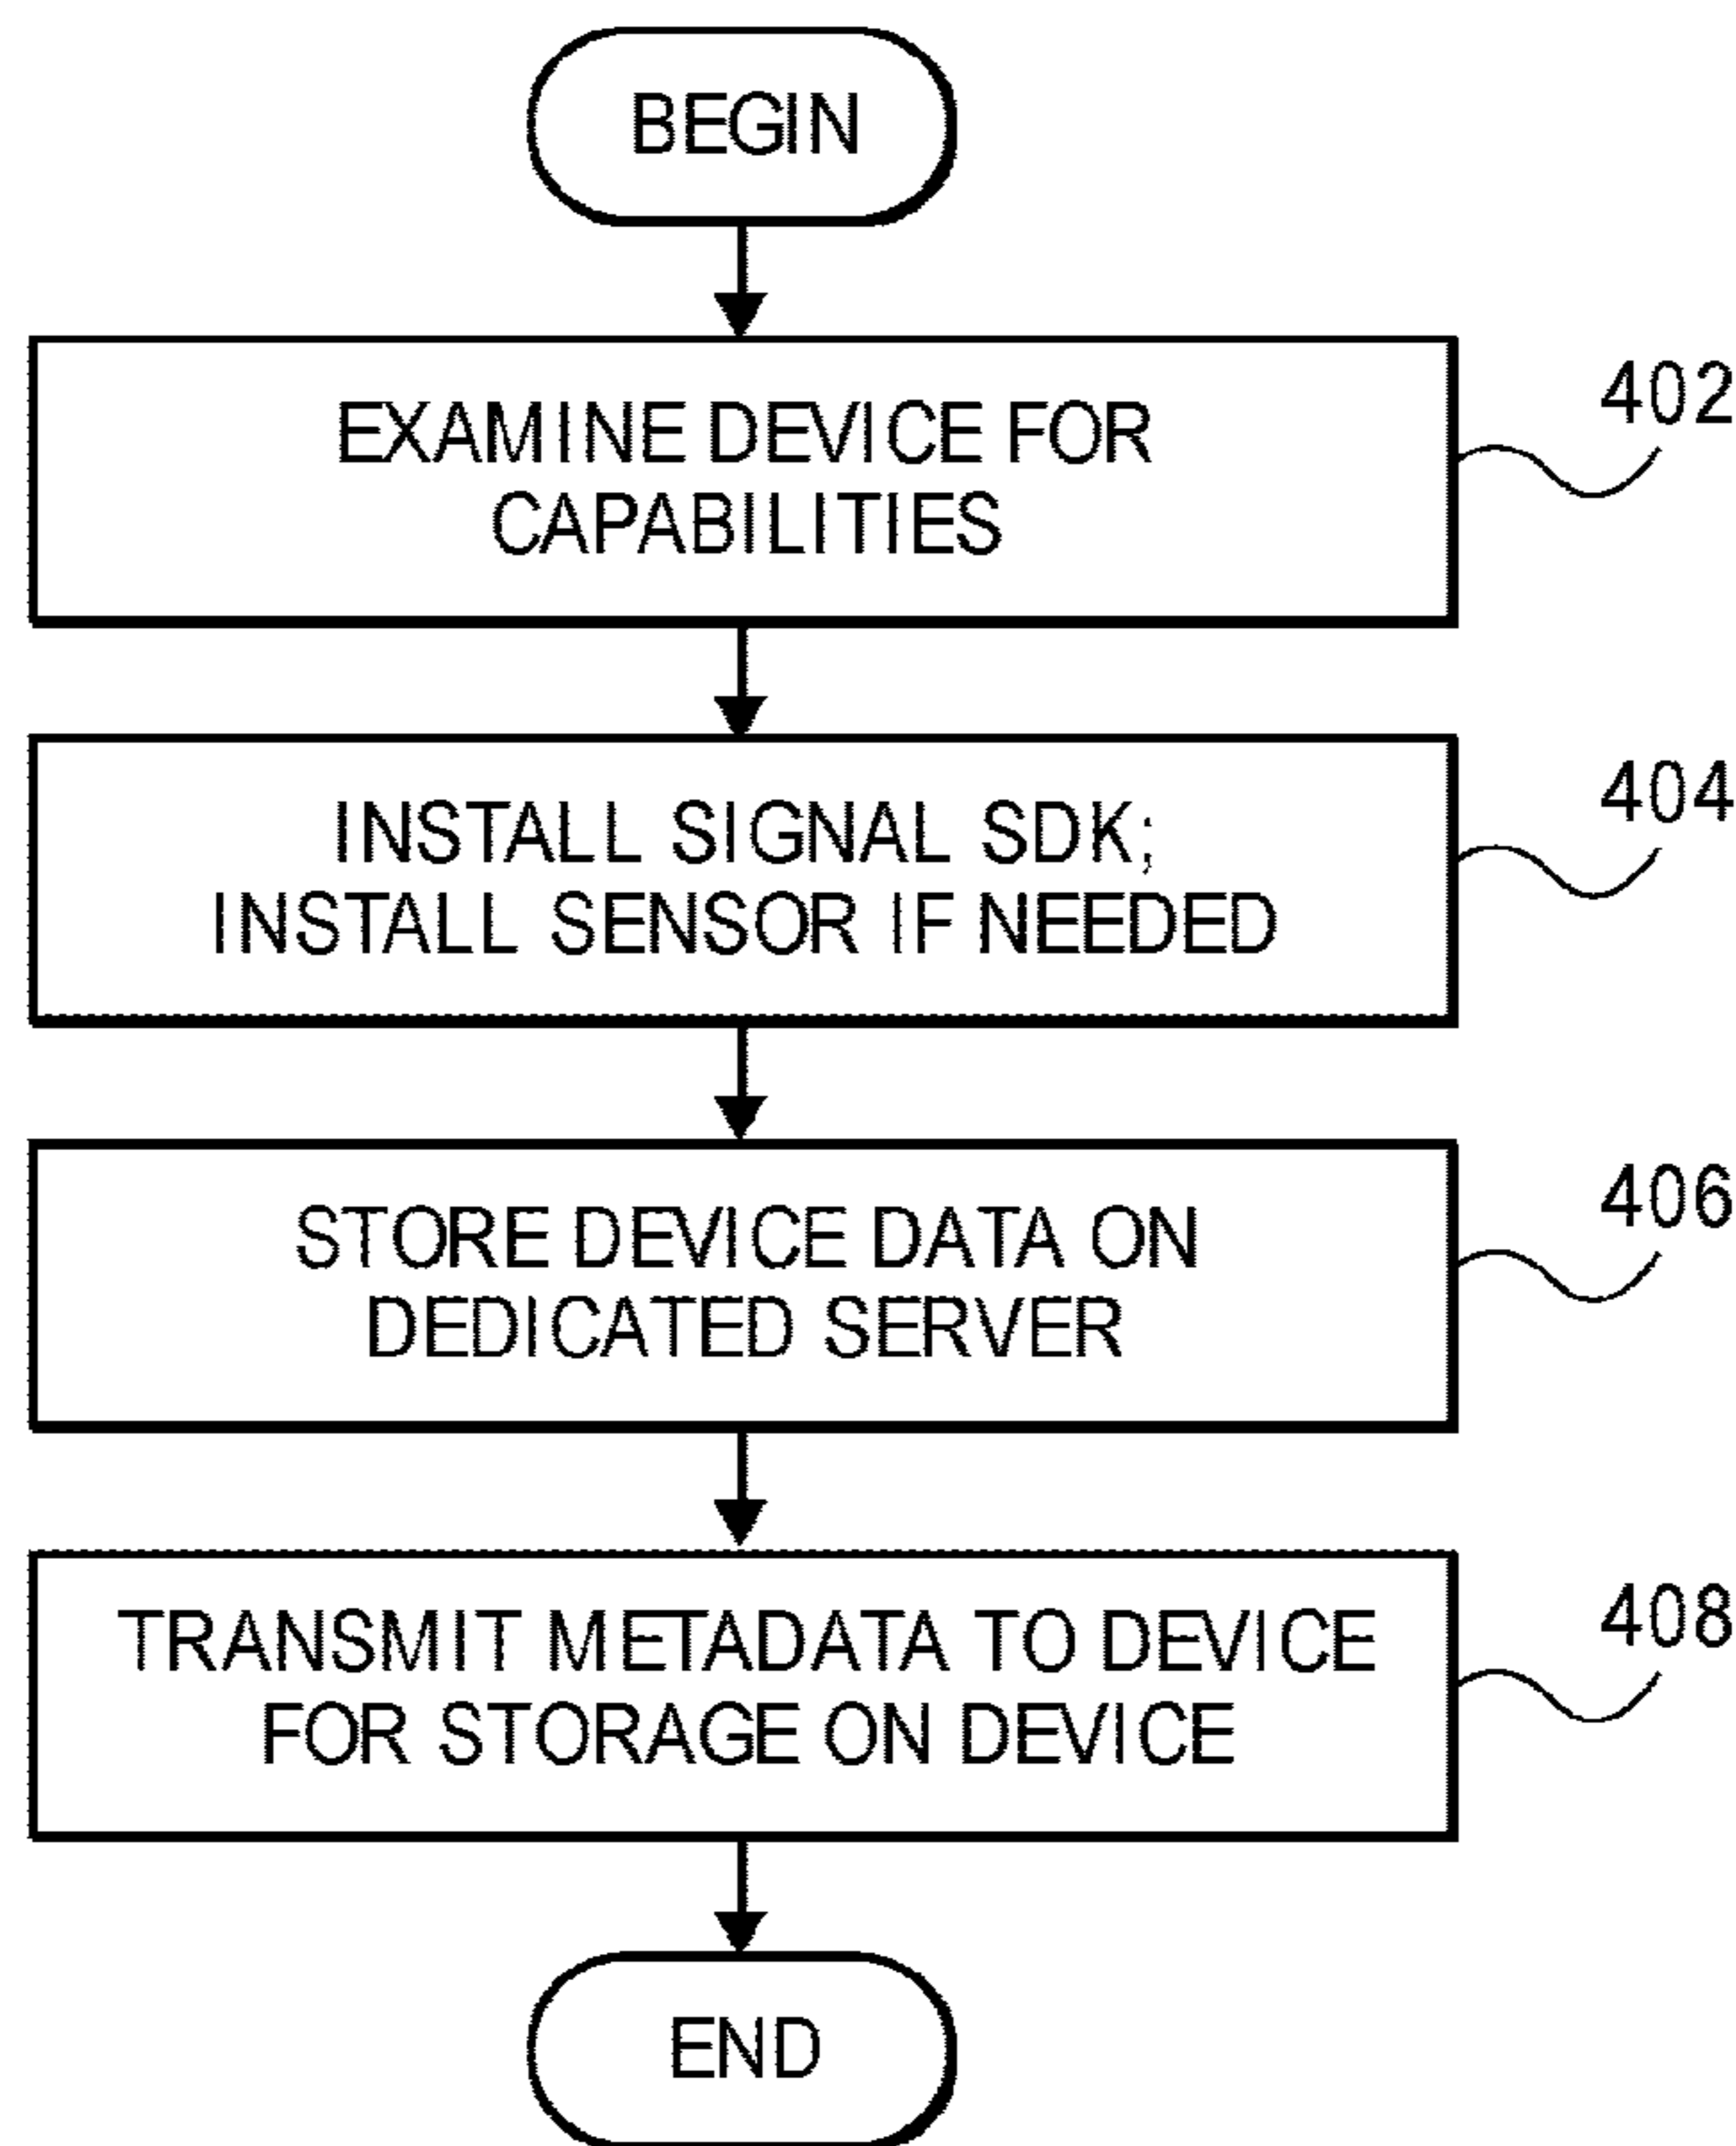 BEGIN
EXAMINE DEVICE FOR
CAPABILITIES
402
INSTALL SIGNAL SDK;
INSTALL SENSOR IF NEEDED
404
STORE DEVICE DATA ON
DEDICATED SERVER
406
TRANSMIT METADATA TO DEVICE
FOR STORAGE ON DEVICE
408
END